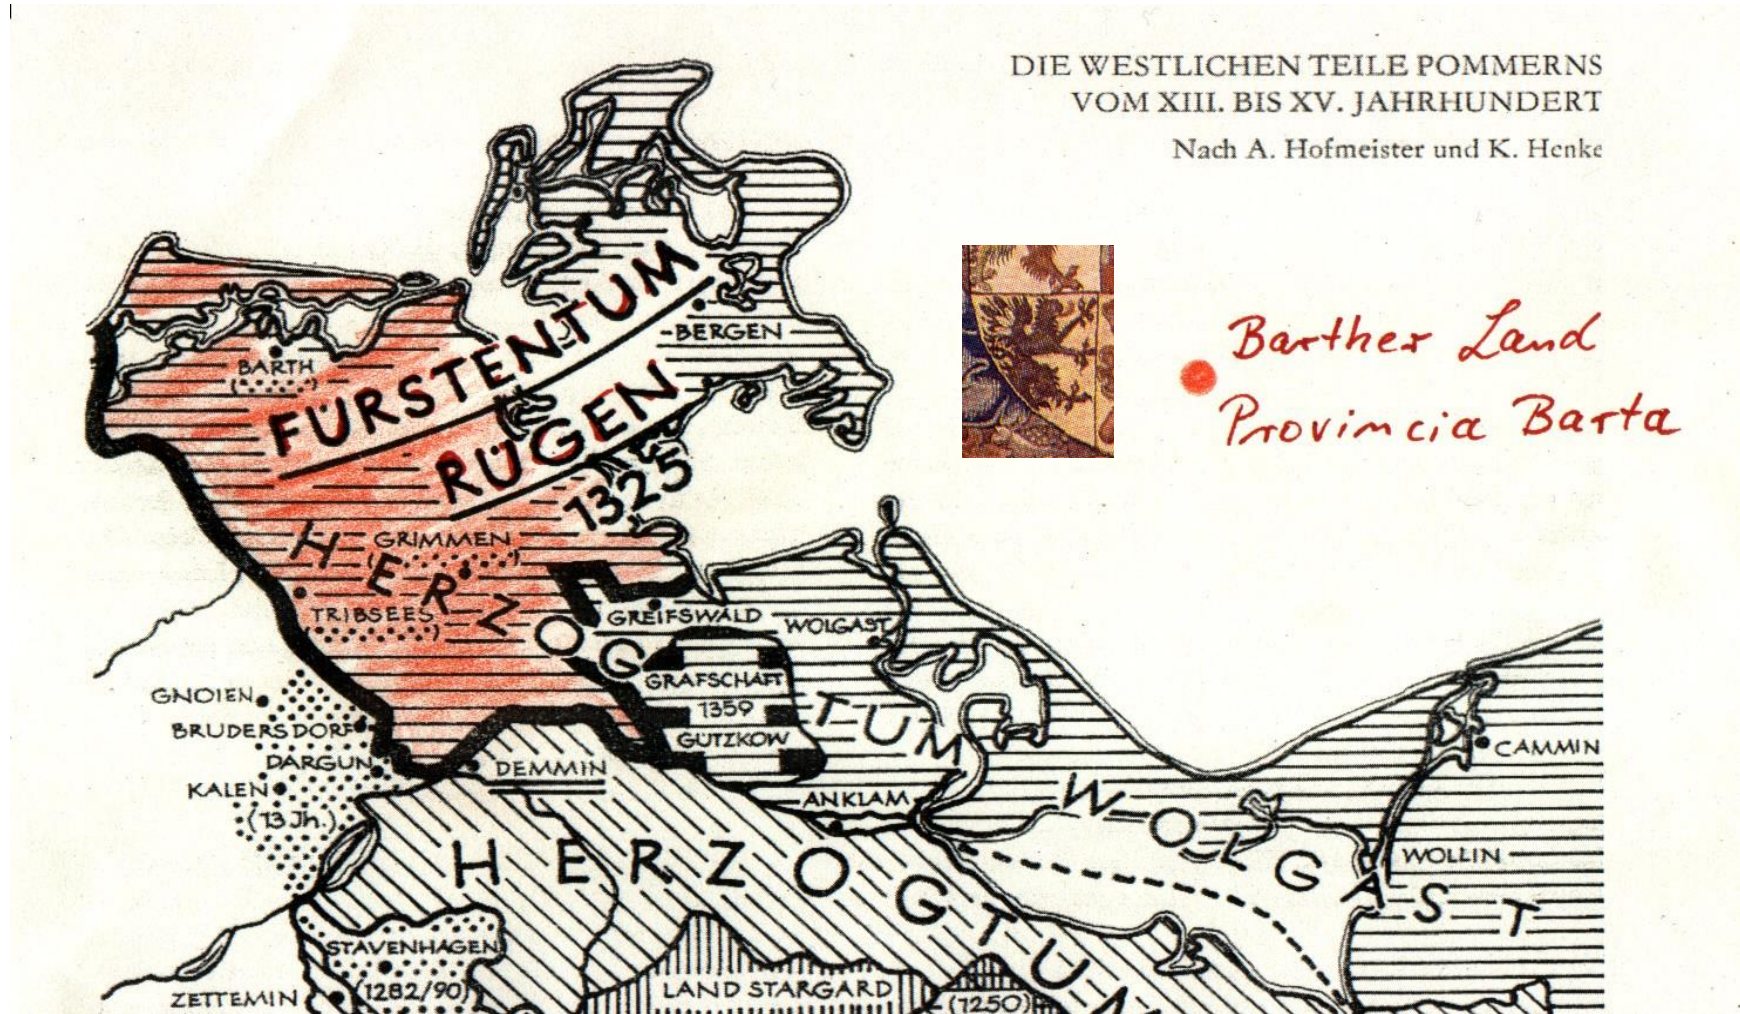 DIE WESTLICHEN TEILE POMMERNS
VOM XIII. BIS XV. JAHRHUNDERT
Nach A. Hofmeister und K. Henke
Barther Land
Provincia Barta
FÜRSTENTUM
RÜGEN
1325
BERGEN
BARTH
GRIMMEN
TRIBSEES
HERZOGTUM WOLGAST
GREIFSWALD
WOLGAST
GRAFSCHAFT
1359
GÜTZKOW
GNOIEN
BRUDERSDORF
DARGUN
KALEN
(13 Jh.)
DEMMIN
ANKLAM
CAMMIN
WOLLIN
HERZOGTUM
STAVENHAGEN
(1282/90)
ZETTEMIN
LAND STARGARD
(1250)